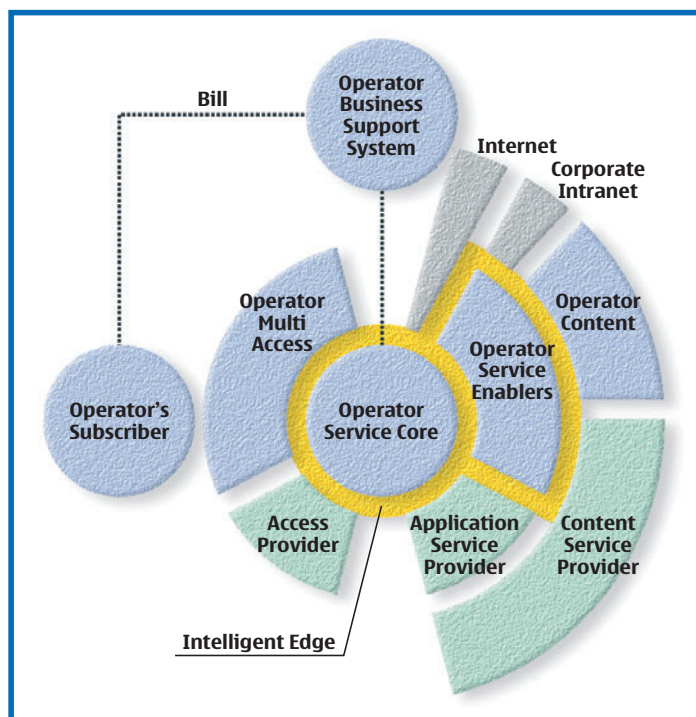 Operator
Business
Support
System
Bill
Internet
Corporate
Intranet
Operator
Multi
Access
Operator
Content
Operator
Service
Enablers
Operator's
Subscriber
Operator
Service Core
Access
Provider
Application
Service
Provider
Content
Service
Provider
Intelligent Edge